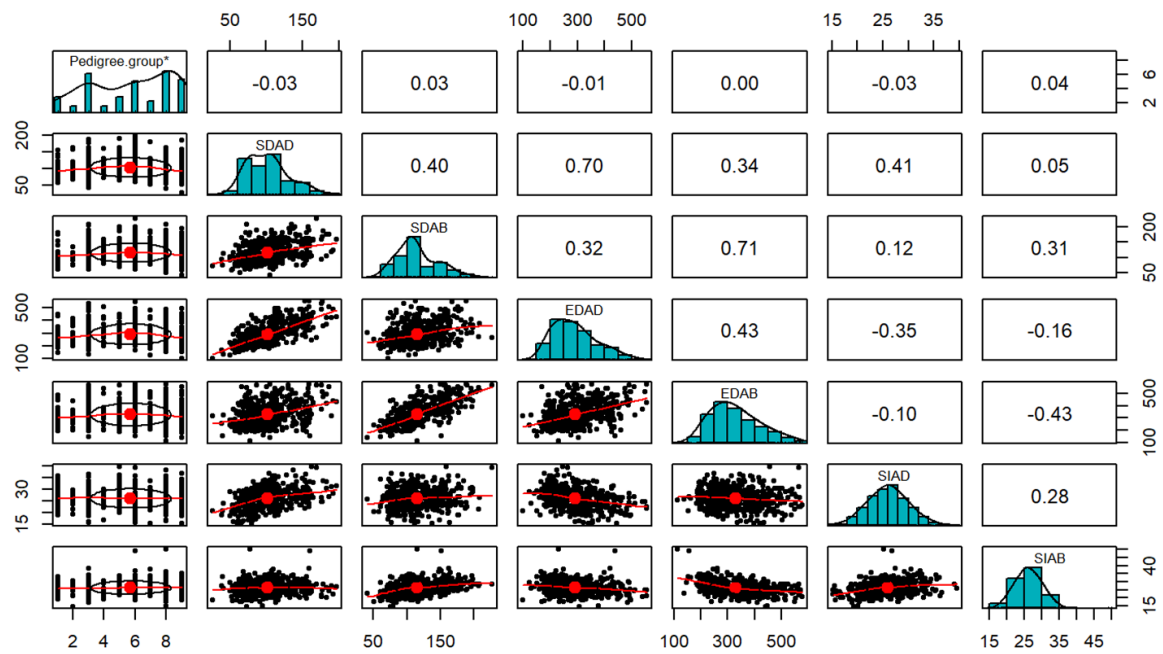 50 150 100 300 500 15 25 35
Pedigree.group*
-0.03 0.03 -0.01 0.00 -0.03 0.04
2 6
50 200
SDAD
0.40 0.70 0.34 0.41 0.05
SDAB
0.32 0.71 0.12 0.31
50 200
100 500
EDAD
0.43 -0.35 -0.16
EDAB
-0.10 -0.43
100 500
15 30
SIAD
0.28
SIAB
15 40
2 4 6 8 50 150 100 300 500 15 25 35 45